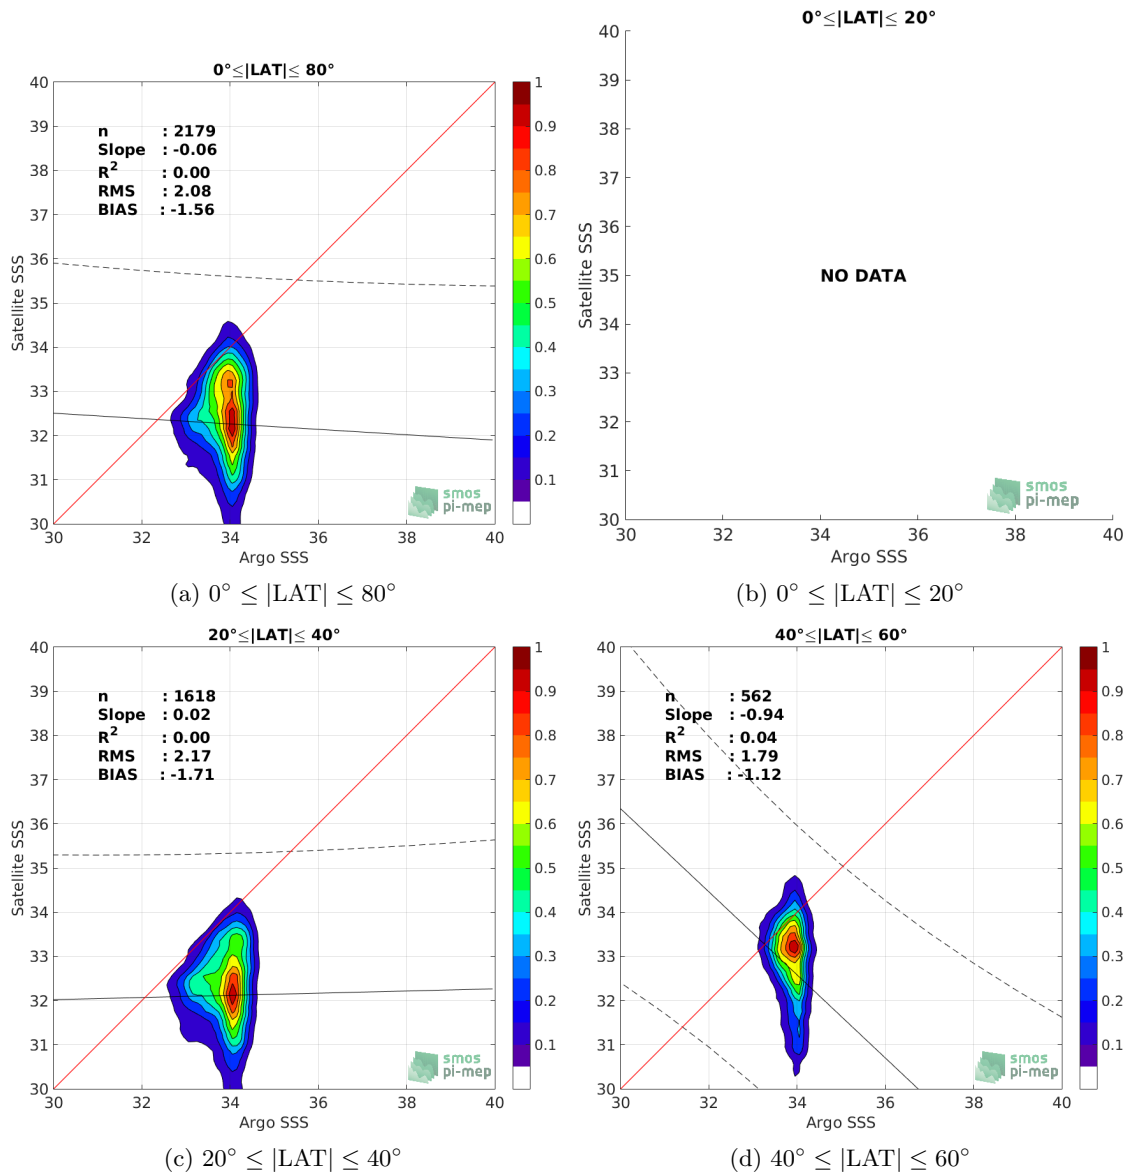 0°≤|LAT|≤ 80°
40
39
38
37
36
35
34
33
32
31
30
Satellite SSS
n : 2179
Slope : -0.06
R² : 0.00
RMS : 2.08
BIAS : -1.56
1
0.9
0.8
0.7
0.6
0.5
0.4
0.3
0.2
0.1
smos
pi-mep
30 32 34 36 38 40
Argo SSS
(a) 0° ≤ |LAT| ≤ 80°
0°≤|LAT|≤ 20°
40
39
38
37
36
35
34
33
32
31
30
Satellite SSS
NO DATA
smos
pi-mep
30 32 34 36 38 40
Argo SSS
(b) 0° ≤ |LAT| ≤ 20°
20°≤|LAT|≤ 40°
40
39
38
37
36
35
34
33
32
31
30
Satellite SSS
n : 1618
Slope : 0.02
R² : 0.00
RMS : 2.17
BIAS : -1.71
1
0.9
0.8
0.7
0.6
0.5
0.4
0.3
0.2
0.1
smos
pi-mep
30 32 34 36 38 40
Argo SSS
(c) 20° ≤ |LAT| ≤ 40°
40°≤|LAT|≤ 60°
40
39
38
37
36
35
34
33
32
31
30
Satellite SSS
n : 562
Slope : -0.94
R² : 0.04
RMS : 1.79
BIAS : -1.12
1
0.9
0.8
0.7
0.6
0.5
0.4
0.3
0.2
0.1
smos
pi-mep
30 32 34 36 38 40
Argo SSS
(d) 40° ≤ |LAT| ≤ 60°